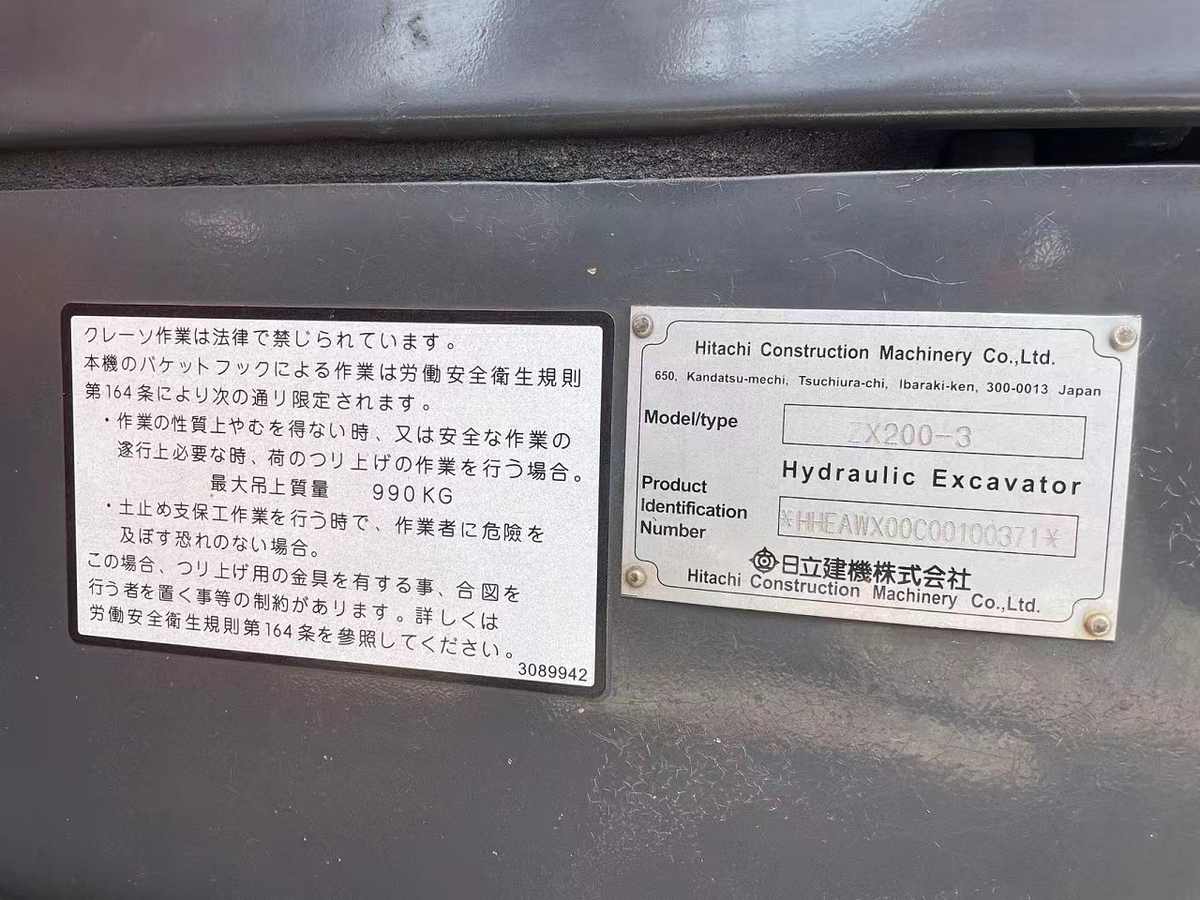 クレーソ作業は法律で禁じられています。
本機のバケットフックによる作業は労働安全衛生規則
第164条により次の通リ限定されます。
・作業の性質上やむを得ない時、又は安全な作業の
遂行上必要な時、荷のつリ上げの作業を行う場合。
最大吊上質量 990KG
・土止め支保工作業を行う時で、作業者に危険を
及ぼす恐れのない場合。
この場合、つリ上げ用の金具を有する事、合図を
行う者を置く事等の制約があリます。詳しくは
労働安全衛生規則第164条を參照してください。
3089942
Hitachi Construction Machinery Co.,Ltd.
650, Kandatsu-mechi, Tsuchiura-chi, Ibaraki-ken, 300-0013 Japan
Model/type ZX200-3
Hydraulic Excavator
Product
Identification
Number
*HHEAWX00C00100371*
日立建機株式会社
Hitachi Construction Machinery Co.,Ltd.